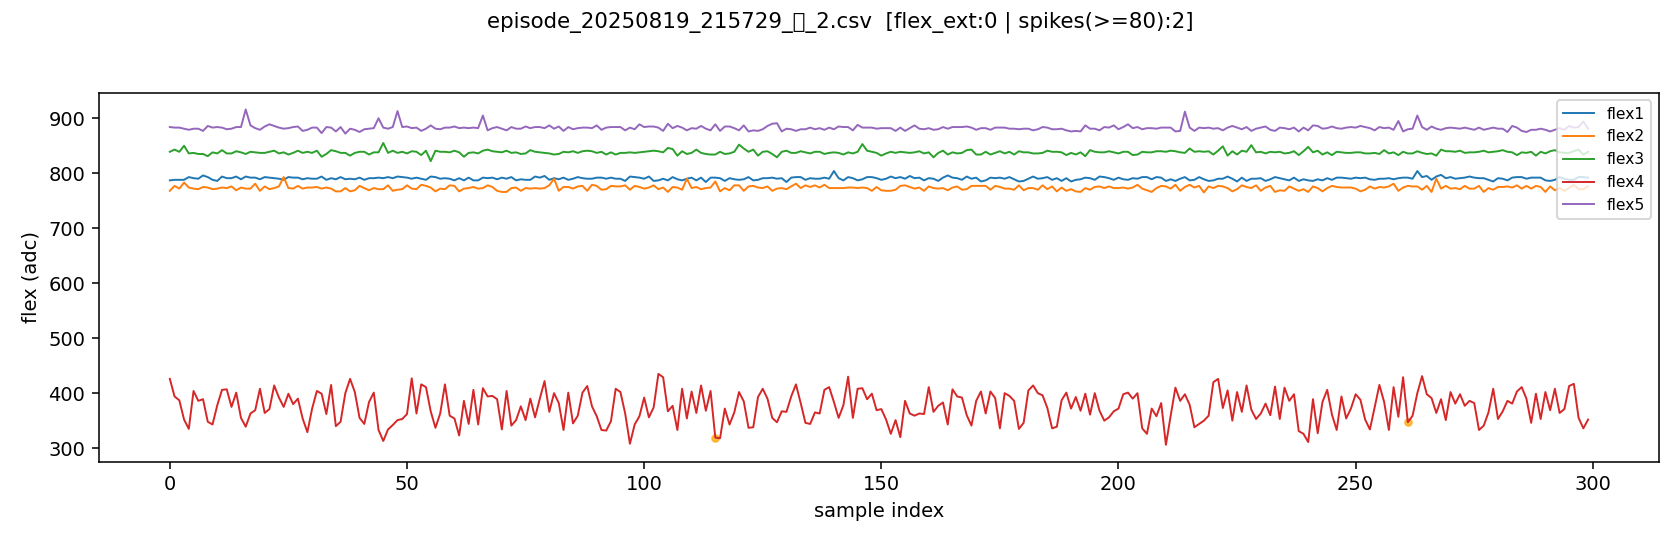 episode_20250819_215729_▯_2.csv [flex_ext:0 | spikes(>=80):2]
flex (adc)
900
800
700
600
500
400
300
0
50
100
150
200
250
300
sample index
flex1
flex2
flex3
flex4
flex5